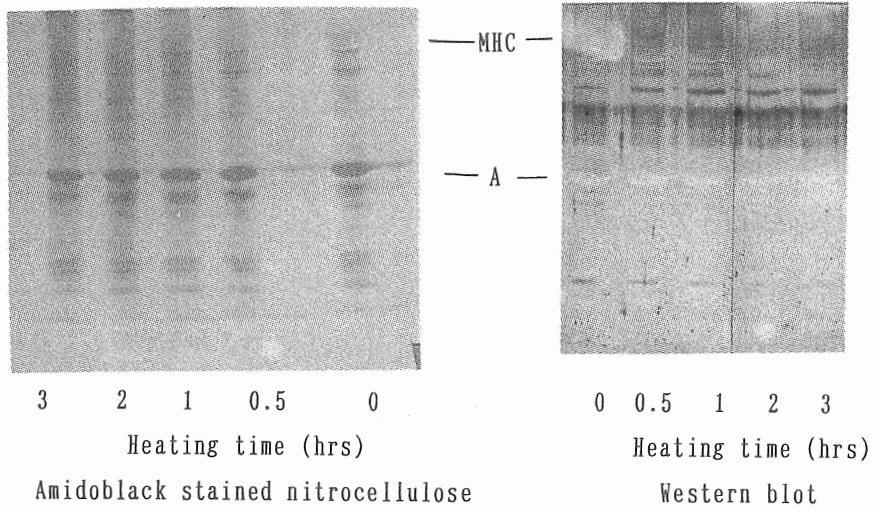 MHC
A
3 2 1 0.5 0
Heating time (hrs)
Amidoblack stained nitrocellulose
0 0.5 1 2 3
Heating time (hrs)
Western blot